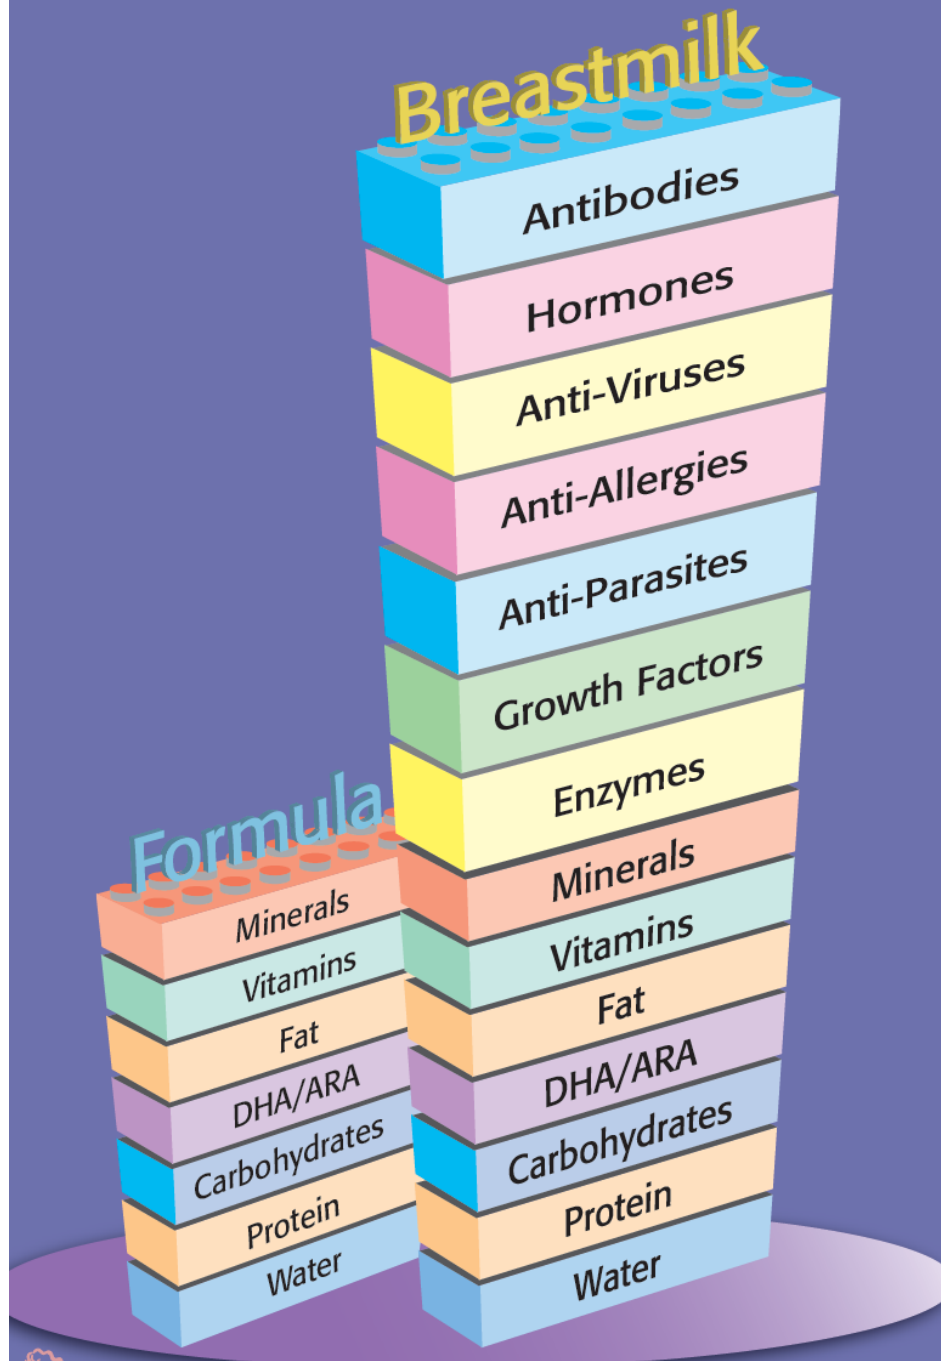 Breastmilk
Antibodies
Hormones
Anti-Viruses
Anti-Allergies
Anti-Parasites
Growth Factors
Enzymes
Minerals
Vitamins
Fat
DHA/ARA
Carbohydrates
Protein
Water
Formula
Minerals
Vitamins
Fat
DHA/ARA
Carbohydrates
Protein
Water